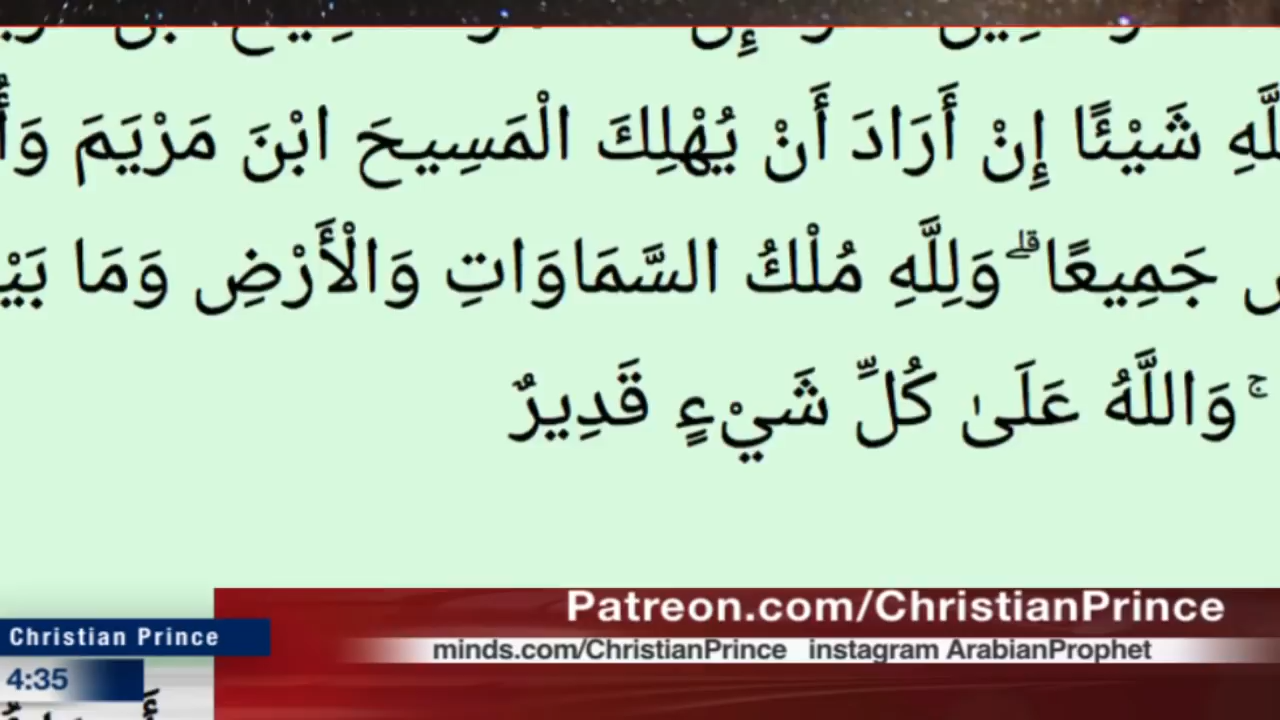 شَيْئًا إِنْ أَرَادَ أَنْ يُهْلِكَ الْمَسِيحَ ابْنَ مَرْيَمَ
جَمِيعًا ۗ وَلِلَّهِ مُلْكُ السَّمَاوَاتِ وَالْأَرْضِ وَمَا
ۚ وَاللَّهُ عَلَىٰ كُلِّ شَيْءٍ قَدِيرٌ
Patreon.com/ChristianPrince
Christian Prince
minds.com/ChristianPrince instagram ArabianProphet
4:35